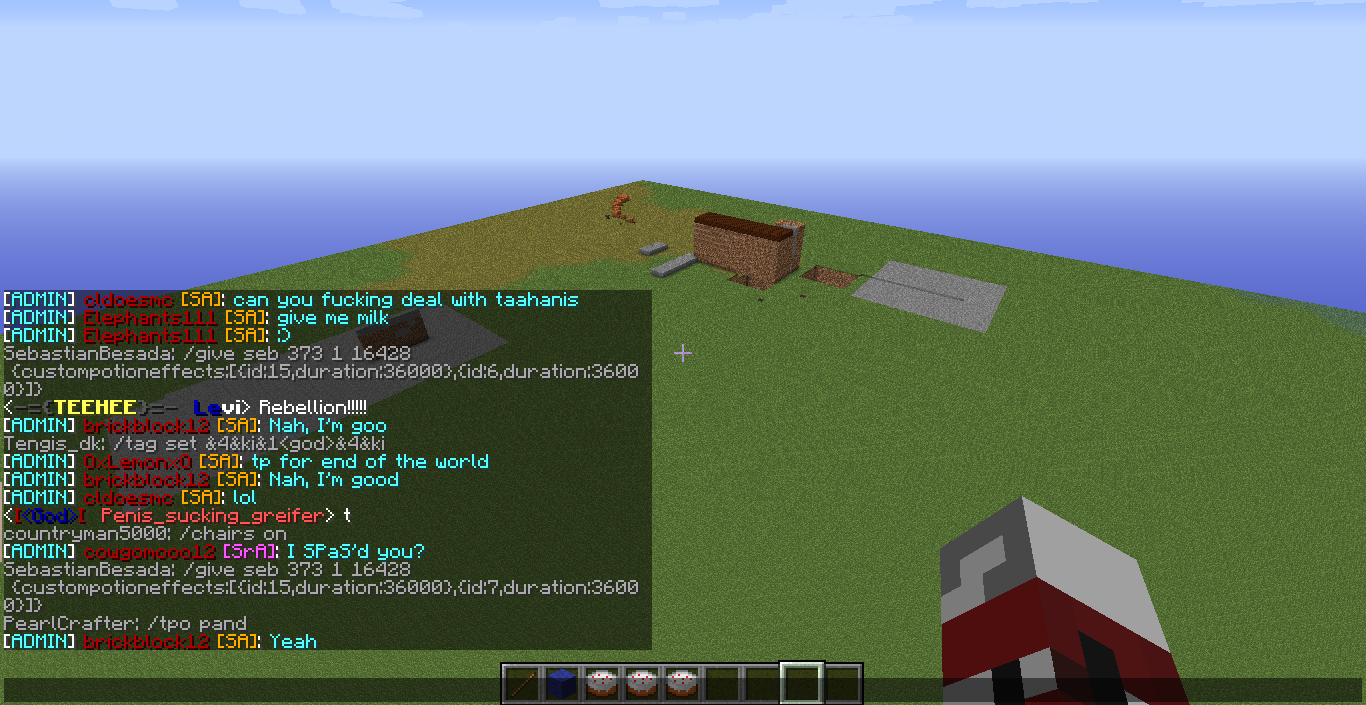 [ADMIN] cldoesmc [SA]: can you fucking deal with taahanis
[ADMIN] Elephants111 [SA]: give me milk
[ADMIN] Elephants111 [SA]: :)
SebastianBesada: /give seb 373 1 16428
{custompotioneffects:[{id:15,duration:36000},{id:6,duration:3600
0}]}
<-={TEEHEE}=- Levi> Rebellion!!!!!
[ADMIN] brickblock12 [SA]: Nah, I'm goo
Tengis_dk: /tag set &4&ki&1<god>&4&ki
[ADMIN] 0xLemonx0 [SA]: tp for end of the world
[ADMIN] brickblock12 [SA]: Nah, I'm good
[ADMIN] cldoesmc [SA]: lol
<[<God>[ Penis_sucking_greifer> t
countryman5000: /chairs on
[ADMIN] cougomooo12 [SrA]: I SPaS'd you?
SebastianBesada: /give seb 373 1 16428
{custompotioneffects:[{id:15,duration:36000},{id:7,duration:3600
0}]}
PearlCrafter: /tpo pand
[ADMIN] brickblock12 [SA]: Yeah